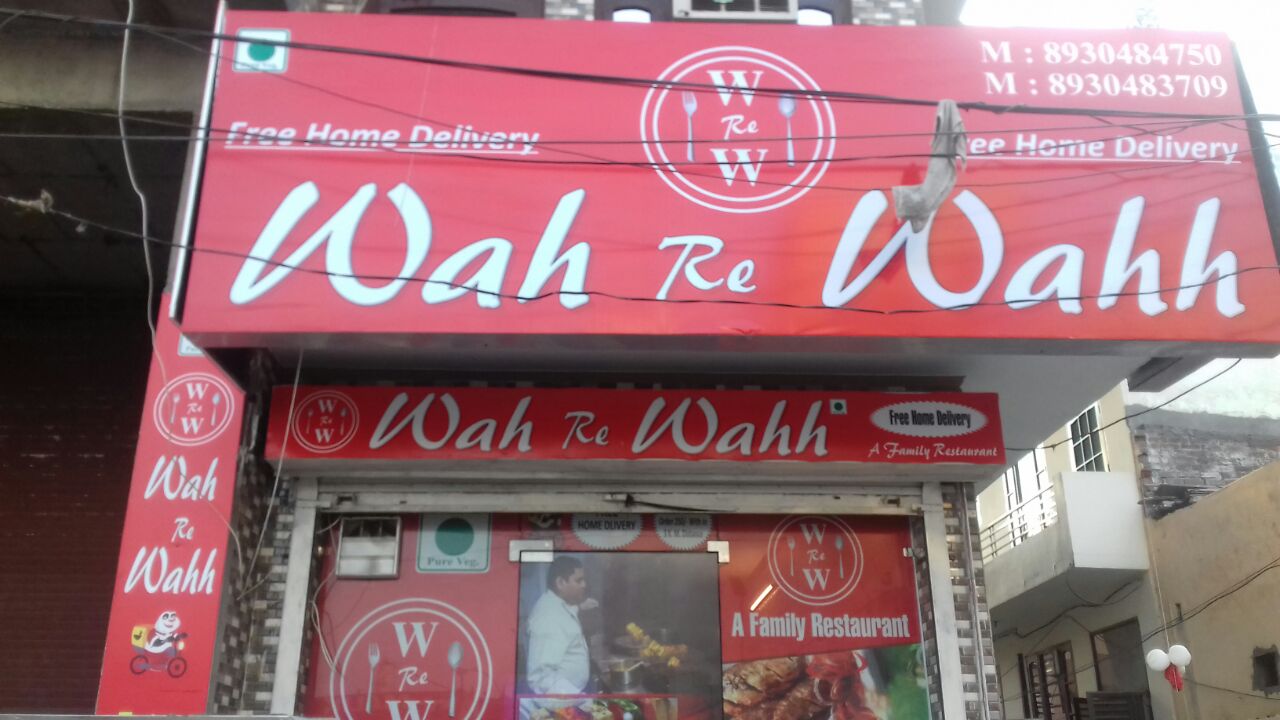 M : 8930484750
M : 8930483709
W
Re
W
Free Home Delivery
Free Home Delivery
Wah Re Wahh
W
Re
W
Wah Re Wahh
Free Home Delivery
A Family Restaurant
W
Re
W
Wah
Re
Wahh
HOME DLIVERY
Pure Veg.
W
Re
W
A Family Restaurant
W
Re
W